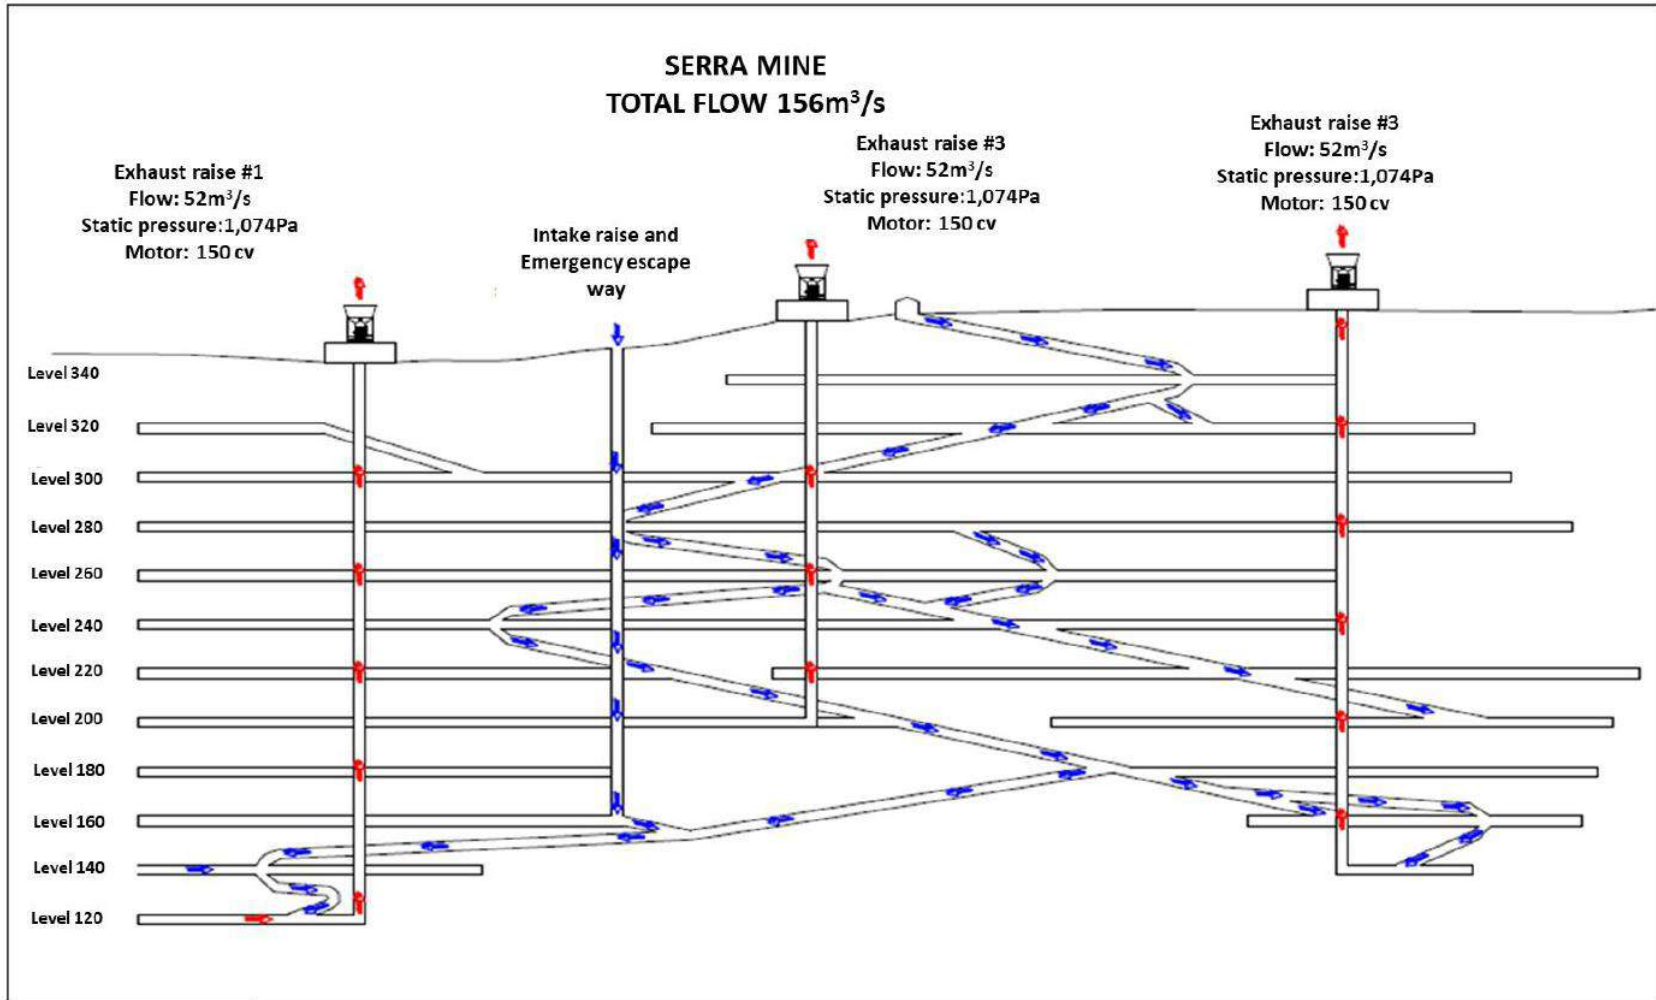 SERRA MINE
TOTAL FLOW 156m³/s
Exhaust raise #1
Flow: 52m³/s
Static pressure:1,074Pa
Motor: 150 cv
Intake raise and
Emergency escape
way
Exhaust raise #3
Flow: 52m³/s
Static pressure:1,074Pa
Motor: 150 cv
Exhaust raise #3
Flow: 52m³/s
Static pressure:1,074Pa
Motor: 150 cv
Level 340
Level 320
Level 300
Level 280
Level 260
Level 240
Level 220
Level 200
Level 180
Level 160
Level 140
Level 120